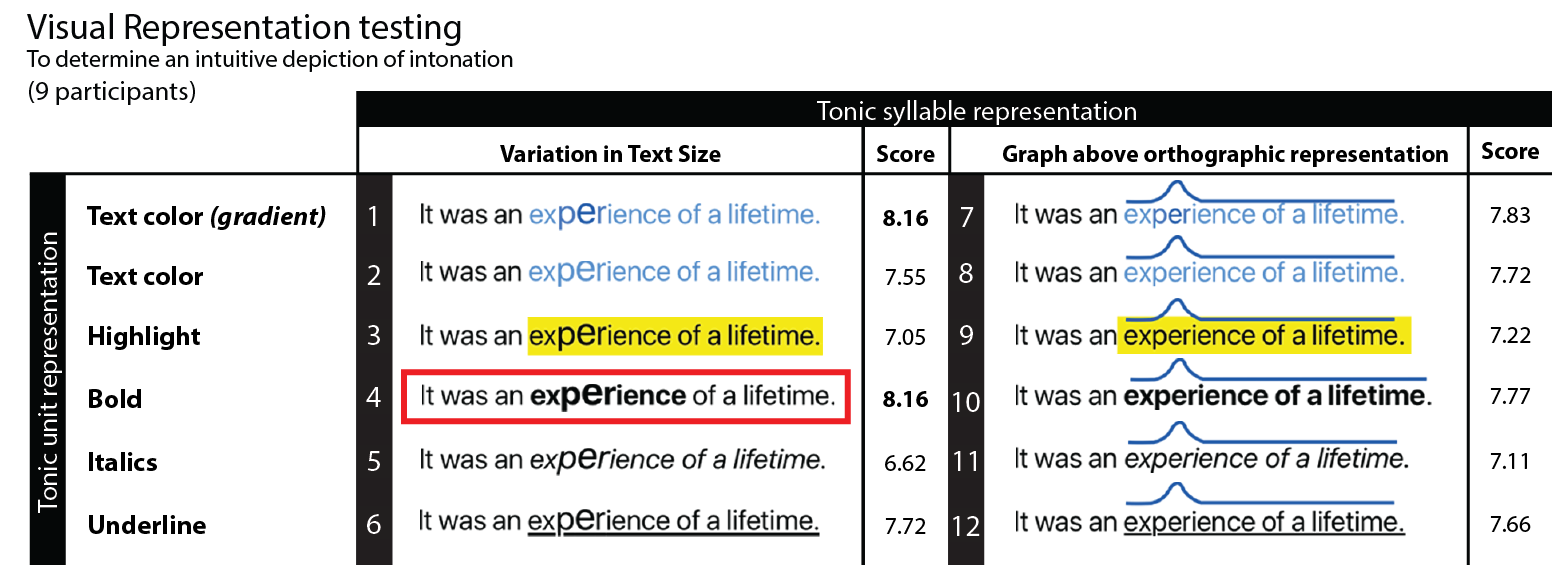 Visual Representation testing
To determine an intuitive depiction of intonation
(9 participants)
Tonic syllable representation
Variation in Text Size Score Graph above orthographic representation Score
Tonic unit representation
Text color (gradient) 1 It was an experience of a lifetime. 8.16 7 It was an experience of a lifetime. 7.83
Text color 2 It was an experience of a lifetime. 7.55 8 It was an experience of a lifetime. 7.72
Highlight 3 It was an experience of a lifetime. 7.05 9 It was an experience of a lifetime. 7.22
Bold 4 It was an experience of a lifetime. 8.16 10 It was an experience of a lifetime. 7.77
Italics 5 It was an experience of a lifetime. 6.62 11 It was an experience of a lifetime. 7.11
Underline 6 It was an experience of a lifetime. 7.72 12 It was an experience of a lifetime. 7.66